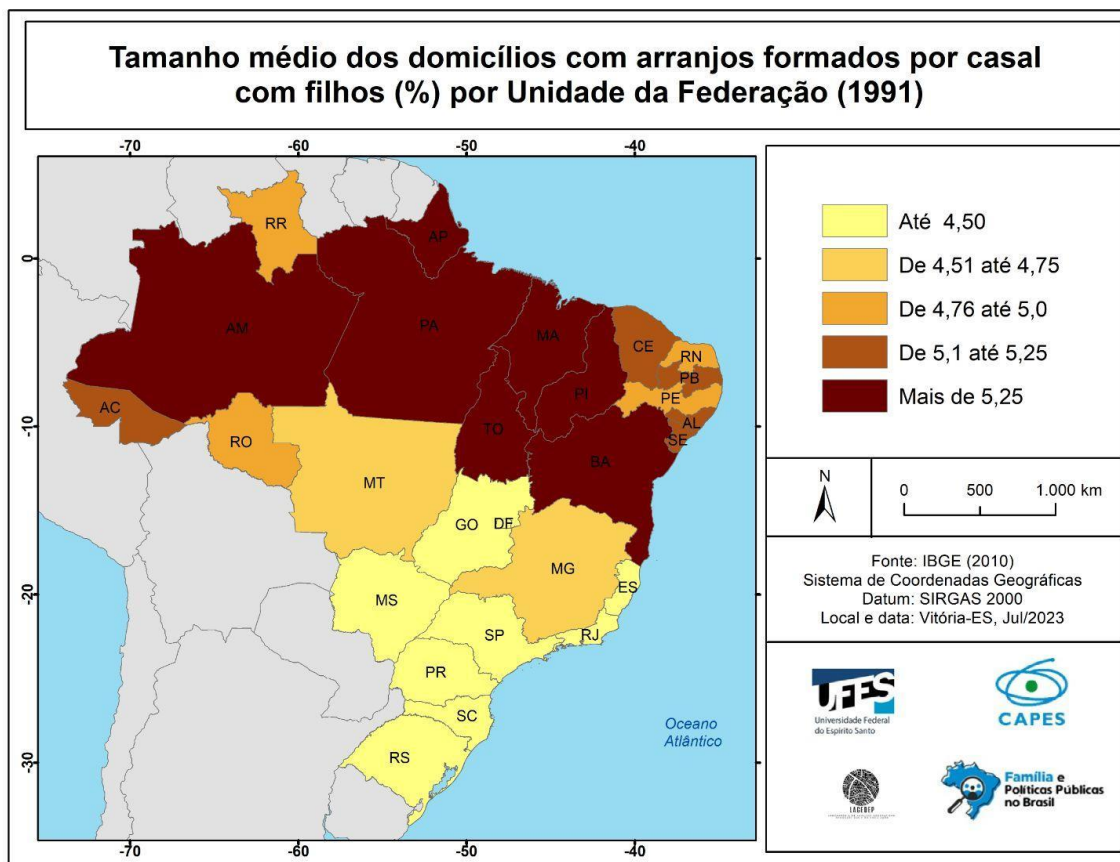 Tamanho médio dos domicílios com arranjos formados por casal
com filhos (%) por Unidade da Federação (1991)
-70
-60
-50
-40
0
-10
-20
-30
-70
-60
-50
-40
RR
AP
AM
PA
MA
CE
RN
PB
PE
PI
AL
SE
AC
RO
TO
BA
MT
GO
DF
MG
ES
MS
SP
RJ
PR
SC
RS
Oceano
Atlântico
Até 4,50
De 4,51 até 4,75
De 4,76 até 5,0
De 5,1 até 5,25
Mais de 5,25
N
0 500 1.000 km
Fonte: IBGE (2010)
Sistema de Coordenadas Geográficas
Datum: SIRGAS 2000
Local e data: Vitória-ES, Jul/2023
UFES
Universidade Federal
do Espírito Santo
CAPES
LAGEDEP
Família e
Políticas Públicas
no Brasil